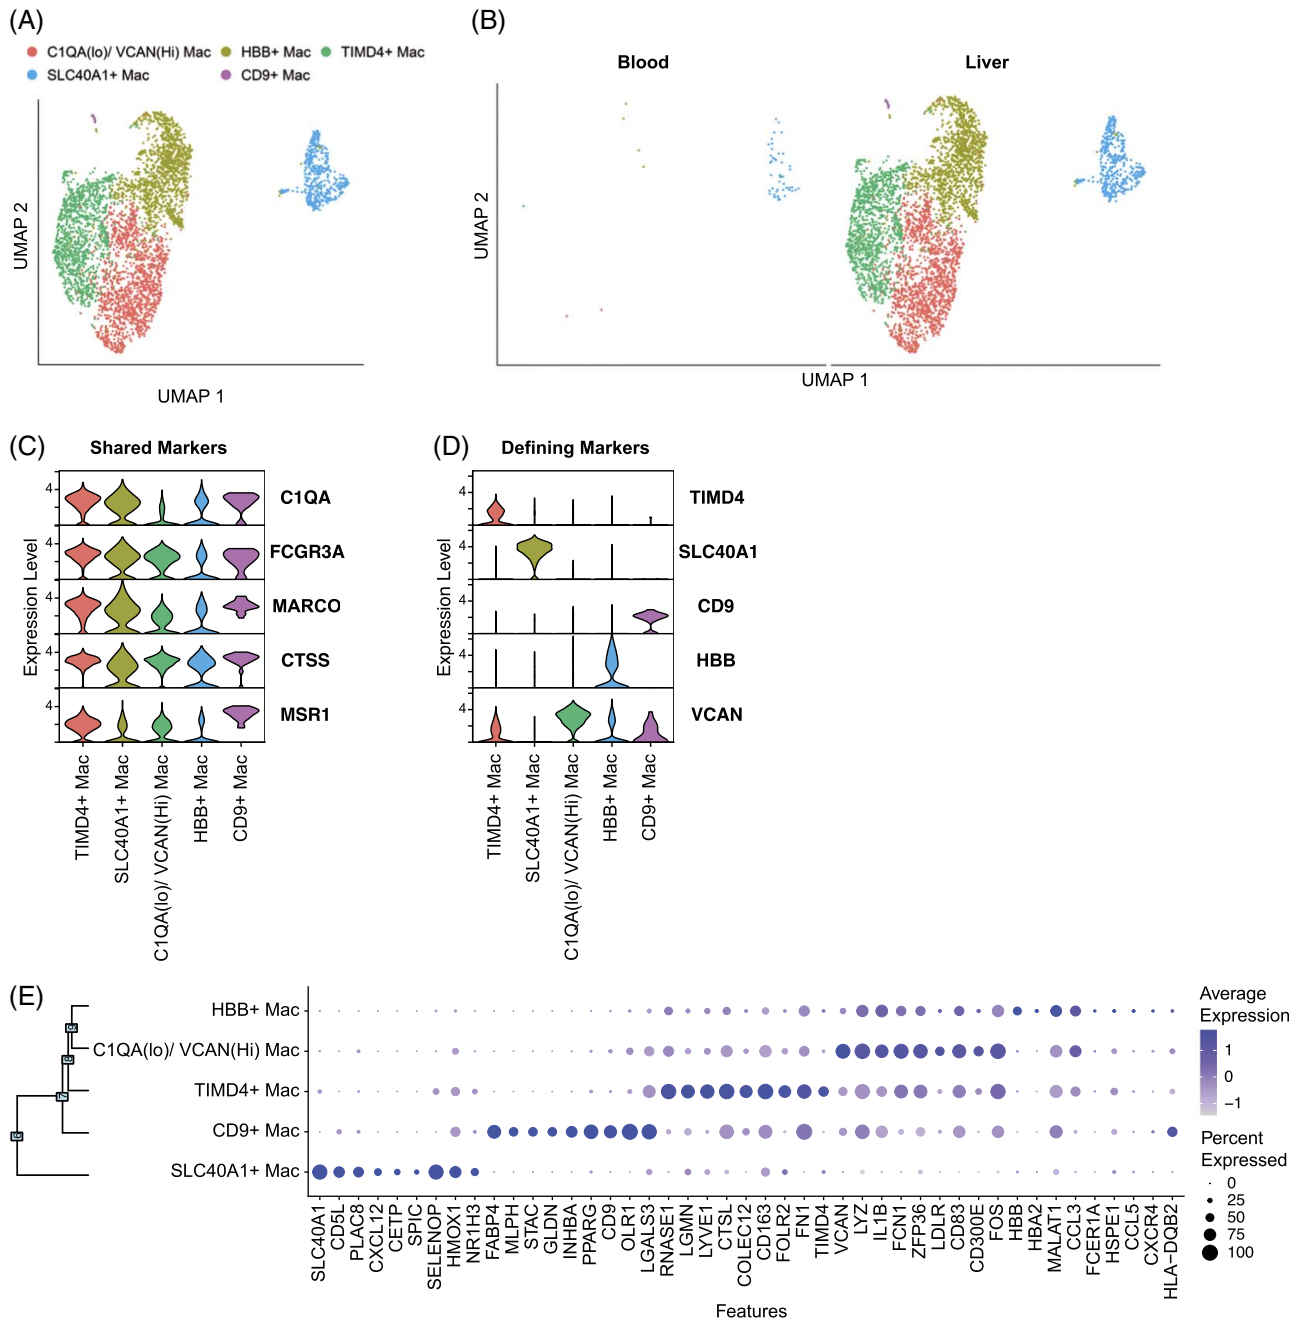 (A)
C1QA(lo)/ VCAN(Hi) Mac
HBB+ Mac
TIMD4+ Mac
SLC40A1+ Mac
CD9+ Mac
UMAP 2
UMAP 1
(B)
Blood
Liver
UMAP 2
UMAP 1
(C)
Shared Markers
Expression Level
4
C1QA
4
FCGR3A
4
MARCO
4
CTSS
4
MSR1
TIMD4+ Mac
SLC40A1+ Mac
C1QA(lo)/ VCAN(Hi) Mac
HBB+ Mac
CD9+ Mac
(D)
Defining Markers
Expression Level
4
TIMD4
4
SLC40A1
4
CD9
4
HBB
4
VCAN
TIMD4+ Mac
SLC40A1+ Mac
C1QA(lo)/ VCAN(Hi) Mac
HBB+ Mac
CD9+ Mac
(E)
HBB+ Mac
C1QA(lo)/ VCAN(Hi) Mac
TIMD4+ Mac
CD9+ Mac
SLC40A1+ Mac
7
SLC40A1
CD5L
PLAC8
CXCL12
CETP
SPIC
SELENOP
HMOX1
NR1H3
FABP4
MLPH
STAC
GLDN
INHBA
PPARG
CD9
OLR1
LGALS3
RNASE1
LGMN
LYVE1
CTSL
COLEC12
CD163
FOLR2
FN1
TIMD4
VCAN
LYZ
IL1B
FCN1
ZFP36
LDLR
CD83
CD300E
FOS
HBB
HBA2
MALAT1
CCL3
FCER1A
HSPE1
CCL5
CXCR4
HLA−DQB2
Features
Average
Expression
1
0
−1
Percent
Expressed
0
25
50
75
100